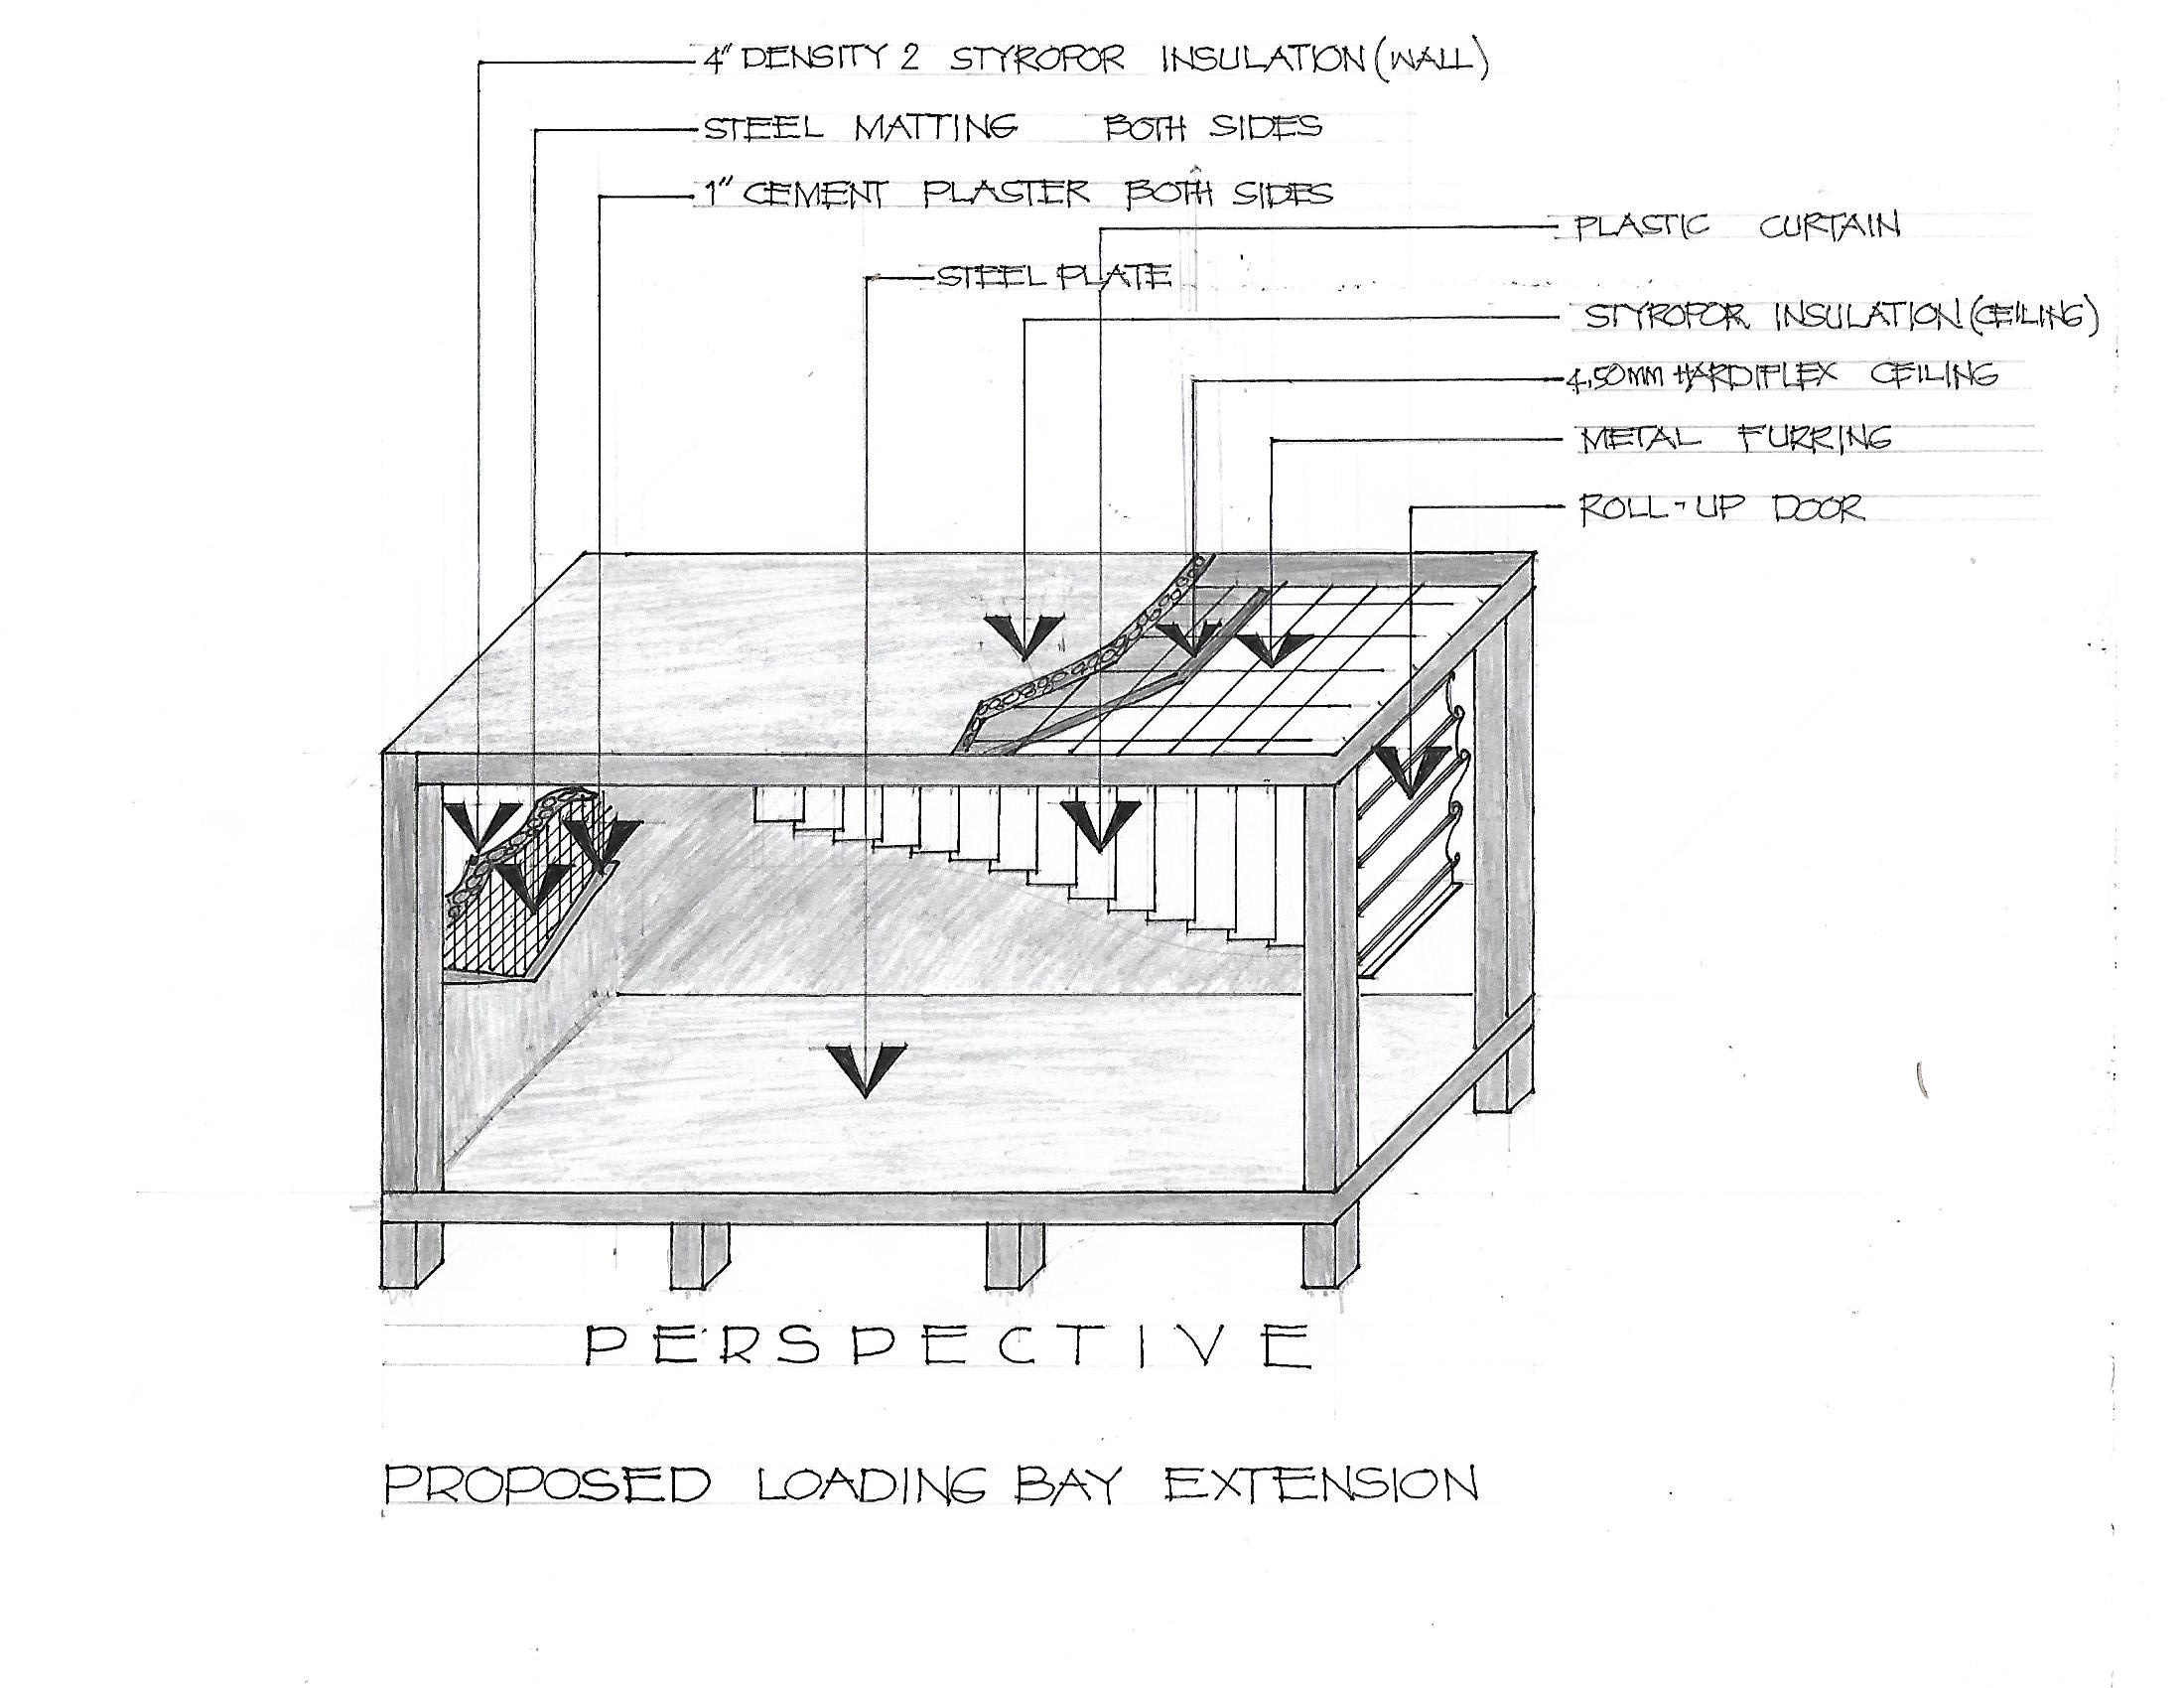 4" DENSITY 2 STYROPOR INSULATION (WALL)
STEEL MATTING BOTH SIDES
1" CEMENT PLASTER BOTH SIDES
PLASTIC CURTAIN
STEEL PLATE
STYROPOR INSULATION (CEILING)
4.50mm HARDIFLEX CEILING
METAL FURRING
ROLL-UP DOOR
PERSPECTIVE
PROPOSED LOADING BAY EXTENSION